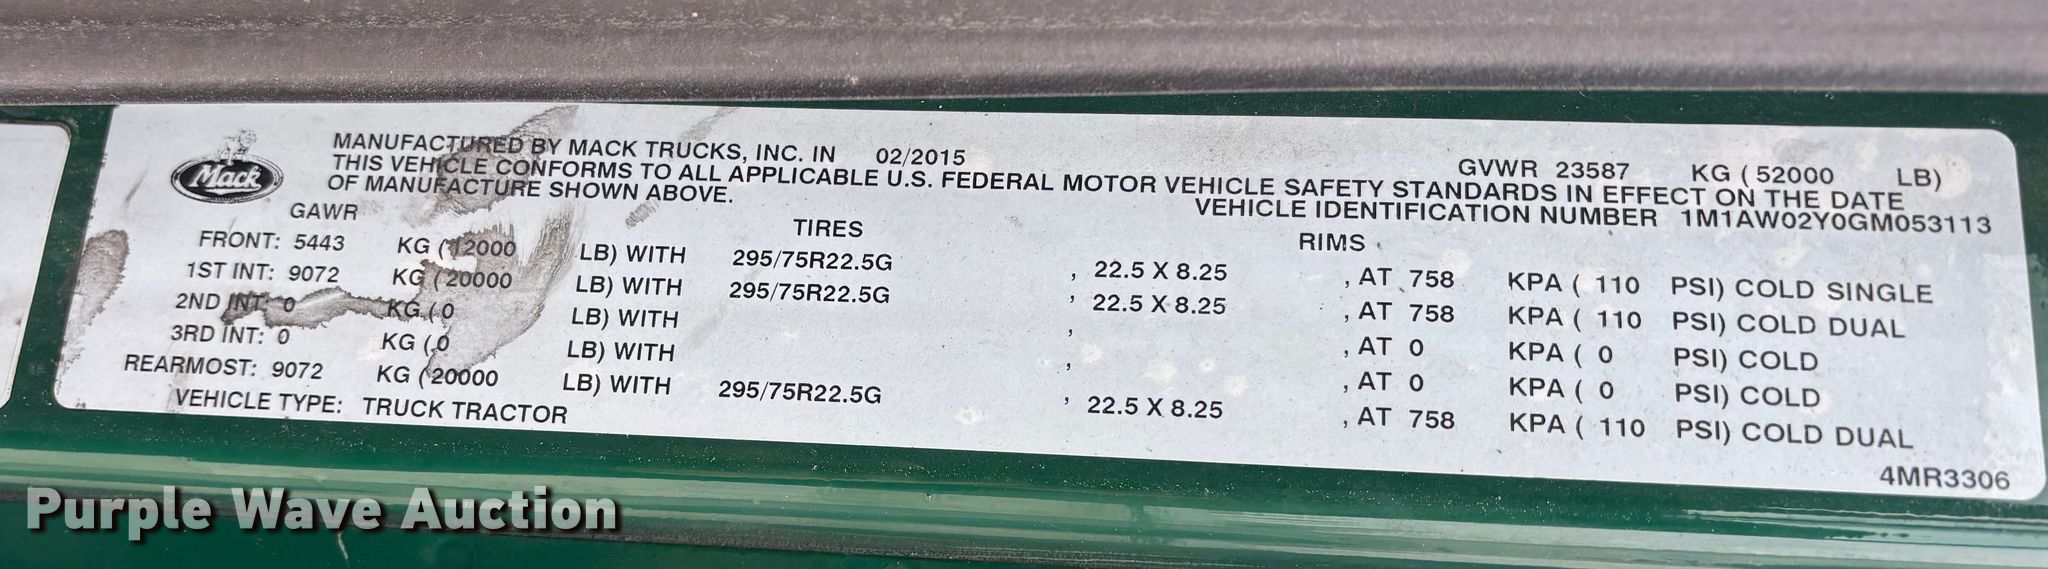 Mack
MANUFACTURED BY MACK TRUCKS, INC. IN 02/2015 GVWR 23587 KG ( 52000 LB)
THIS VEHICLE CONFORMS TO ALL APPLICABLE U.S. FEDERAL MOTOR VEHICLE SAFETY STANDARDS IN EFFECT ON THE DATE
OF MANUFACTURE SHOWN ABOVE. VEHICLE IDENTIFICATION NUMBER 1M1AW02Y0GM053113
GAWR TIRES RIMS
FRONT: 5443 KG ( 12000 LB) WITH 295/75R22.5G , 22.5 X 8.25 , AT 758 KPA ( 110 PSI) COLD SINGLE
1ST INT: 9072 KG ( 20000 LB) WITH 295/75R22.5G , 22.5 X 8.25 , AT 758 KPA ( 110 PSI) COLD DUAL
2ND INT: 0 KG ( 0 LB) WITH , , AT 0 KPA ( 0 PSI) COLD
3RD INT: 0 KG ( 0 LB) WITH , , AT 0 KPA ( 0 PSI) COLD
REARMOST: 9072 KG ( 20000 LB) WITH 295/75R22.5G , 22.5 X 8.25 , AT 758 KPA ( 110 PSI) COLD DUAL
VEHICLE TYPE: TRUCK TRACTOR
4MR3306
Purple Wave Auction